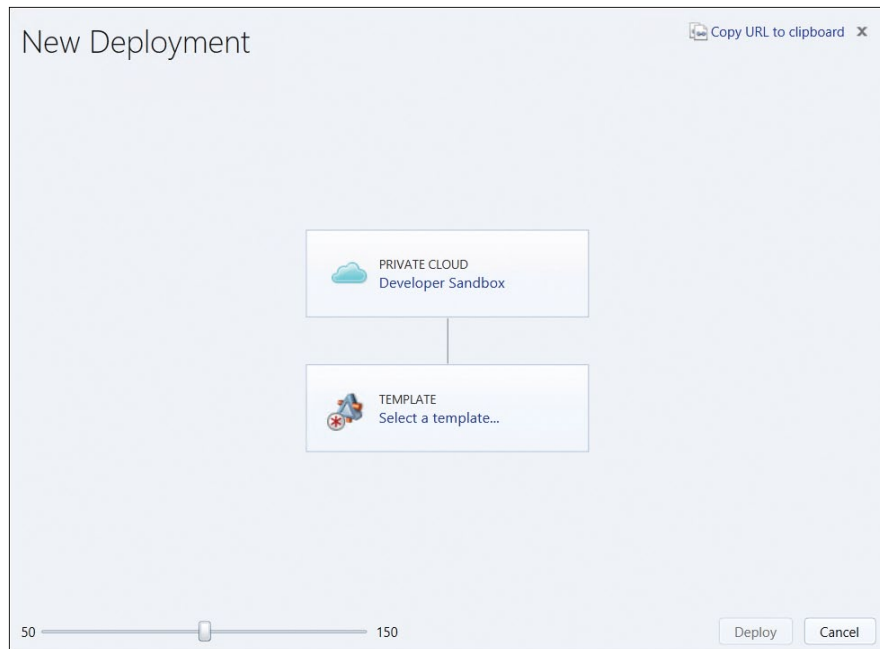 New Deployment
Copy URL to clipboard
PRIVATE CLOUD
Developer Sandbox
TEMPLATE
Select a template...
50
150
Deploy
Cancel